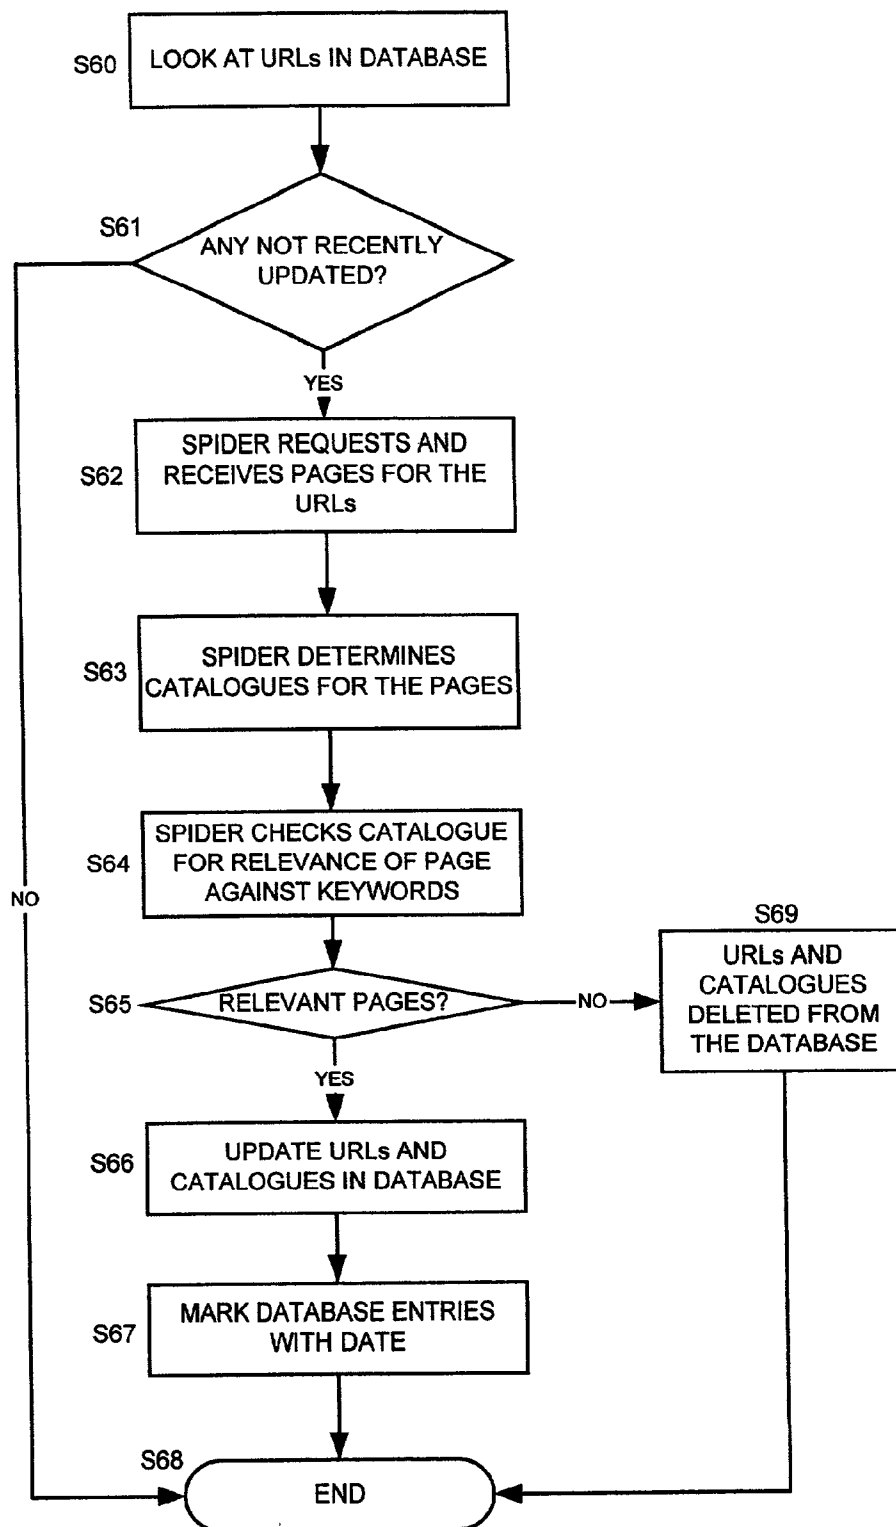 S60
LOOK AT URLs IN DATABASE
S61
ANY NOT RECENTLY
UPDATED?
YES
S62
SPIDER REQUESTS AND
RECEIVES PAGES FOR THE
URLs
S63
SPIDER DETERMINES
CATALOGUES FOR THE PAGES
S64
SPIDER CHECKS CATALOGUE
FOR RELEVANCE OF PAGE
AGAINST KEYWORDS
NO
S65
RELEVANT PAGES?
NO
S69
URLs AND
CATALOGUES
DELETED FROM
THE DATABASE
YES
S66
UPDATE URLs AND
CATALOGUES IN DATABASE
S67
MARK DATABASE ENTRIES
WITH DATE
S68
END